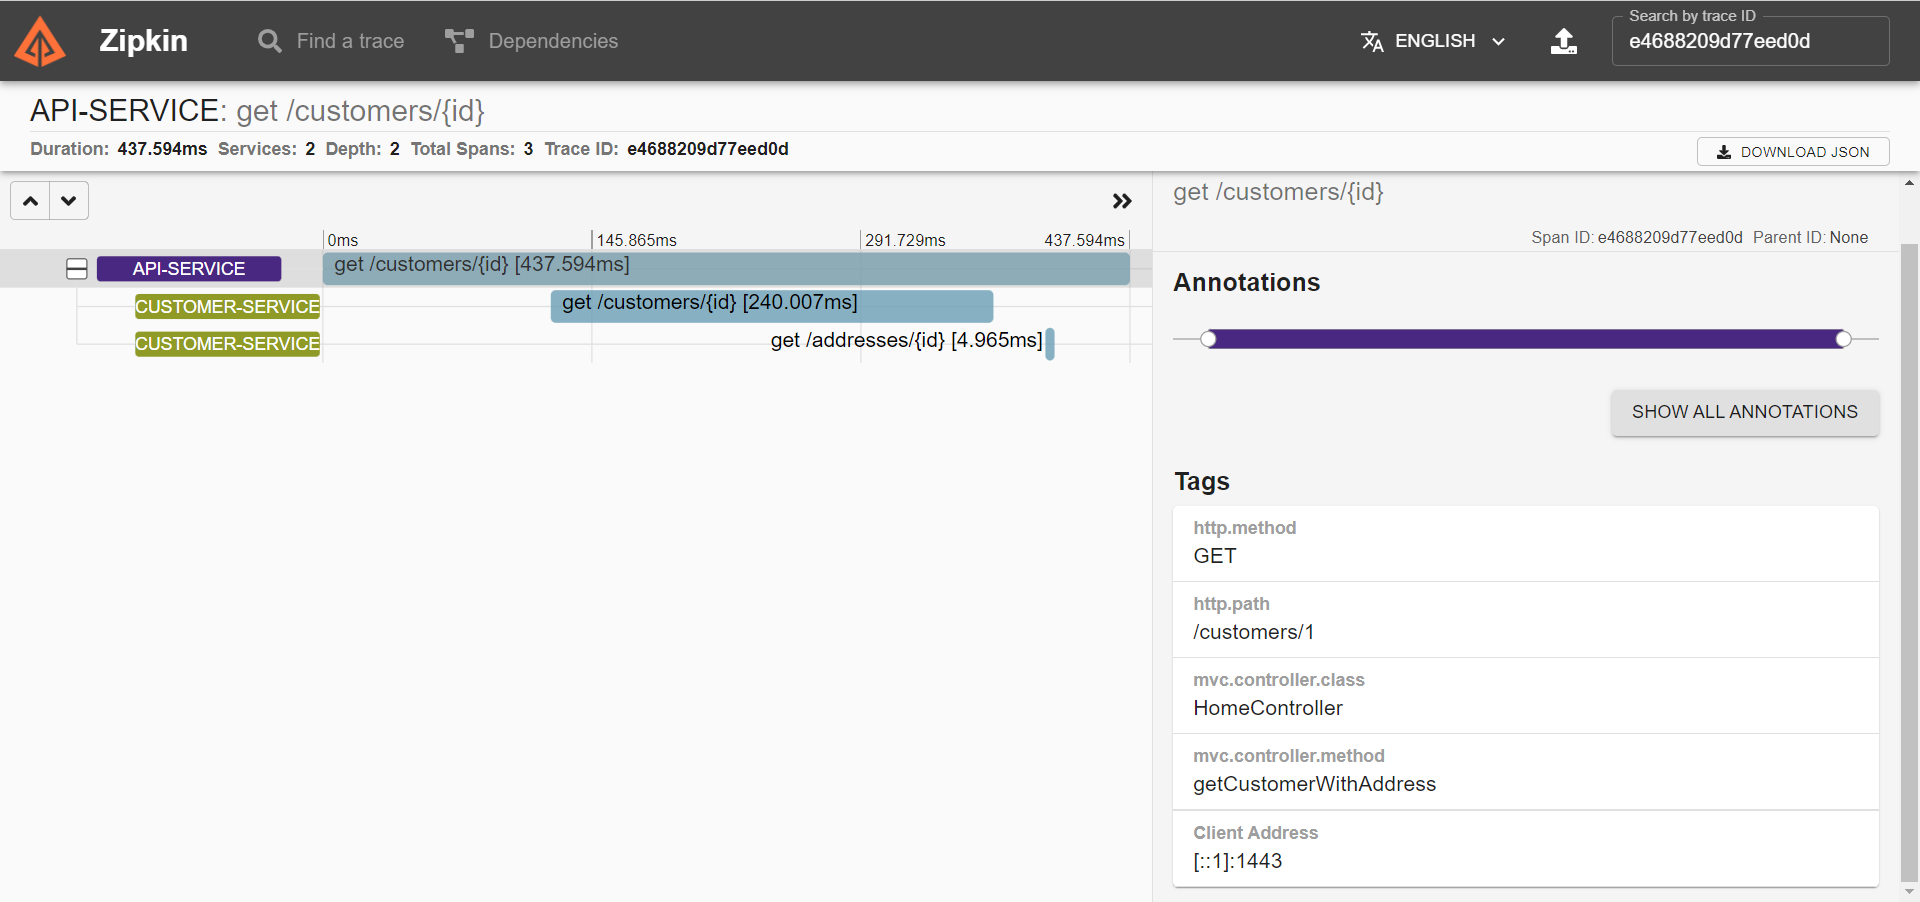 Zipkin
Find a trace
Dependencies
ENGLISH
Search by trace ID
e4688209d77eed0d
API-SERVICE: get /customers/{id}
Duration: 437.594ms Services: 2 Depth: 2 Total Spans: 3 Trace ID: e4688209d77eed0d
DOWNLOAD JSON
0ms 145.865ms 291.729ms 437.594ms
API-SERVICE get /customers/{id} [437.594ms]
CUSTOMER-SERVICE get /customers/{id} [240.007ms]
CUSTOMER-SERVICE get /addresses/{id} [4.965ms]
get /customers/{id}
Span ID: e4688209d77eed0d Parent ID: None
Annotations
SHOW ALL ANNOTATIONS
Tags
http.method
GET
http.path
/customers/1
mvc.controller.class
HomeController
mvc.controller.method
getCustomerWithAddress
Client Address
[::1]:1443